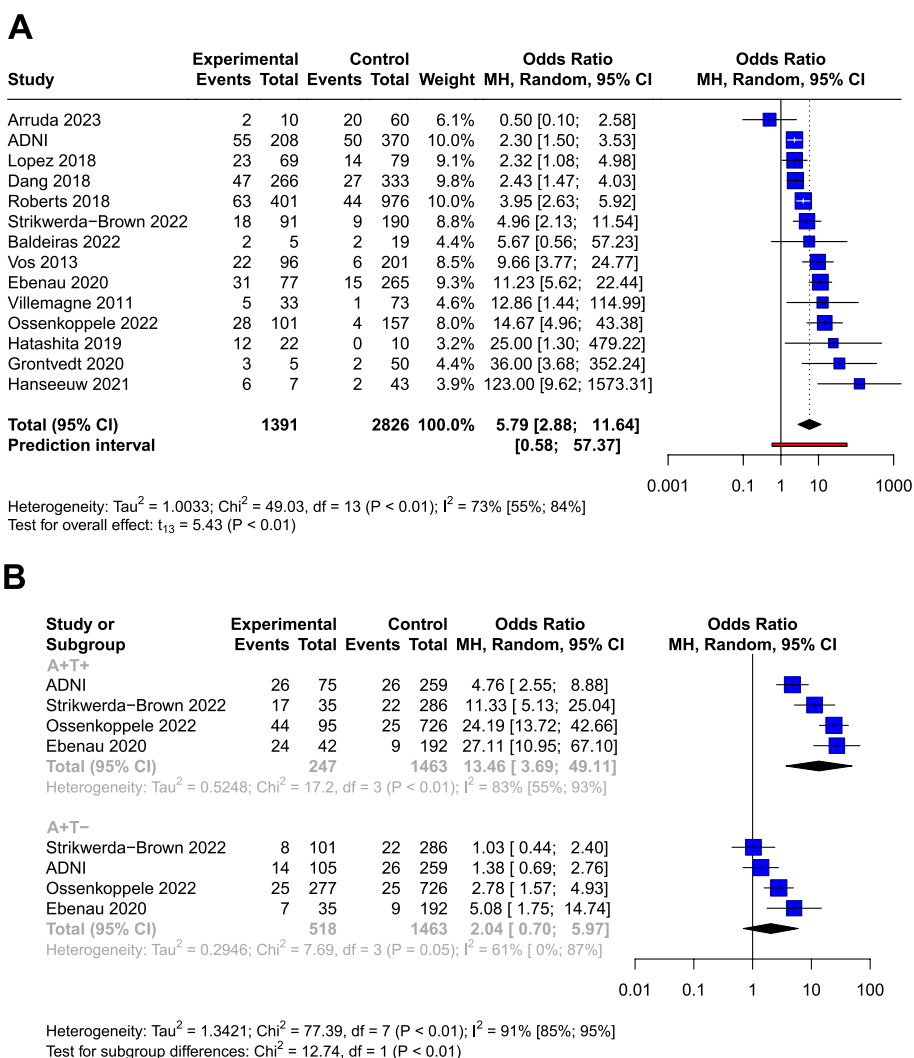 A
Experimental Control Odds Ratio Odds Ratio
Study Events Total Events Total Weight MH, Random, 95% CI MH, Random, 95% CI
Arruda 2023 2 10 20 60 6.1% 0.50 [0.10; 2.58]
ADNI 55 208 50 370 10.0% 2.30 [1.50; 3.53]
Lopez 2018 23 69 14 79 9.1% 2.32 [1.08; 4.98]
Dang 2018 47 266 27 333 9.8% 2.43 [1.47; 4.03]
Roberts 2018 63 401 44 976 10.0% 3.95 [2.63; 5.92]
Strikwerda−Brown 2022 18 91 9 190 8.8% 4.96 [2.13; 11.54]
Baldeiras 2022 2 5 2 19 4.4% 5.67 [0.56; 57.23]
Vos 2013 22 96 6 201 8.5% 9.66 [3.77; 24.77]
Ebenau 2020 31 77 15 265 9.3% 11.23 [5.62; 22.44]
Villemagne 2011 5 33 1 73 4.6% 12.86 [1.44; 114.99]
Ossenkoppele 2022 28 101 4 157 8.0% 14.67 [4.96; 43.38]
Hatashita 2019 12 22 0 10 3.2% 25.00 [1.30; 479.22]
Grontvedt 2020 3 5 2 50 4.4% 36.00 [3.68; 352.24]
Hanseeuw 2021 6 7 2 43 3.9% 123.00 [9.62; 1573.31]
Total (95% CI) 1391 2826 100.0% 5.79 [2.88; 11.64]
Prediction interval [0.58; 57.37]
0.001 0.1 1 10 1000
Heterogeneity: Tau² = 1.0033; Chi² = 49.03, df = 13 (P < 0.01); I² = 73% [55%; 84%]
Test for overall effect: t₁₃ = 5.43 (P < 0.01)
B
Study or Experimental Control Odds Ratio Odds Ratio
Subgroup Events Total Events Total MH, Random, 95% CI MH, Random, 95% CI
A+T+
ADNI 26 75 26 259 4.76 [ 2.55; 8.88]
Strikwerda−Brown 2022 17 35 22 286 11.33 [ 5.13; 25.04]
Ossenkoppele 2022 44 95 25 726 24.19 [13.72; 42.66]
Ebenau 2020 24 42 9 192 27.11 [10.95; 67.10]
Total (95% CI) 247 1463 13.46 [ 3.69; 49.11]
Heterogeneity: Tau² = 0.5248; Chi² = 17.2, df = 3 (P < 0.01); I² = 83% [55%; 93%]
A+T−
Strikwerda−Brown 2022 8 101 22 286 1.03 [ 0.44; 2.40]
ADNI 14 105 26 259 1.38 [ 0.69; 2.76]
Ossenkoppele 2022 25 277 25 726 2.78 [ 1.57; 4.93]
Ebenau 2020 7 35 9 192 5.08 [ 1.75; 14.74]
Total (95% CI) 518 1463 2.04 [ 0.70; 5.97]
Heterogeneity: Tau² = 0.2946; Chi² = 7.69, df = 3 (P = 0.05); I² = 61% [ 0%; 87%]
0.01 0.1 1 10 100
Heterogeneity: Tau² = 1.3421; Chi² = 77.39, df = 7 (P < 0.01); I² = 91% [85%; 95%]
Test for subgroup differences: Chi² = 12.74, df = 1 (P < 0.01)